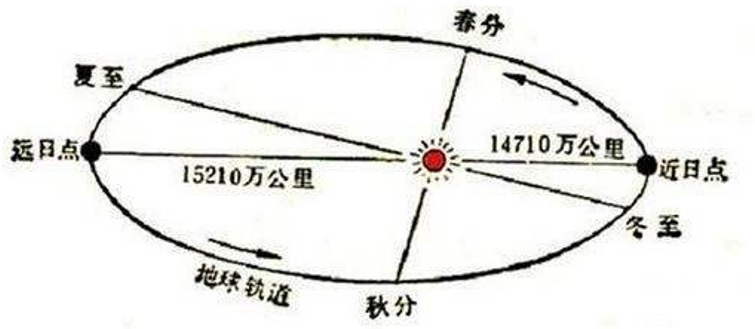 春分
夏至
远日点
14710万公里
近日点
15210万公里
冬至
地球轨道
秋分